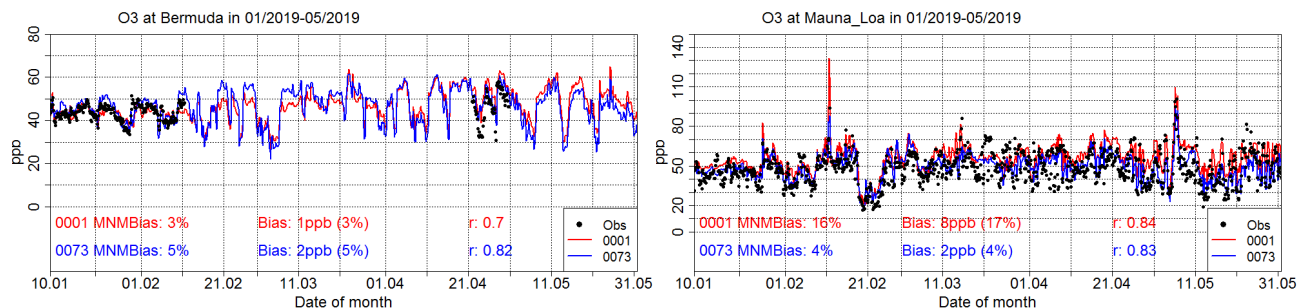 O3 at Bermuda in 01/2019-05/2019
80
60
40
20
0
ppb
0001 MNMBias: 3% Bias: 1ppb (3%) r: 0.7
0073 MNMBias: 5% Bias: 2ppb (5%) r: 0.82
Obs
0001
0073
10.01 01.02 21.02 11.03 01.04 21.04 11.05 31.05
Date of month
O3 at Mauna_Loa in 01/2019-05/2019
140
110
80
50
20
0
ppb
0001 MNMBias: 16% Bias: 8ppb (17%) r: 0.84
0073 MNMBias: 4% Bias: 2ppb (4%) r: 0.83
Obs
0001
0073
10.01 01.02 21.02 11.03 01.04 21.04 11.05 31.05
Date of month